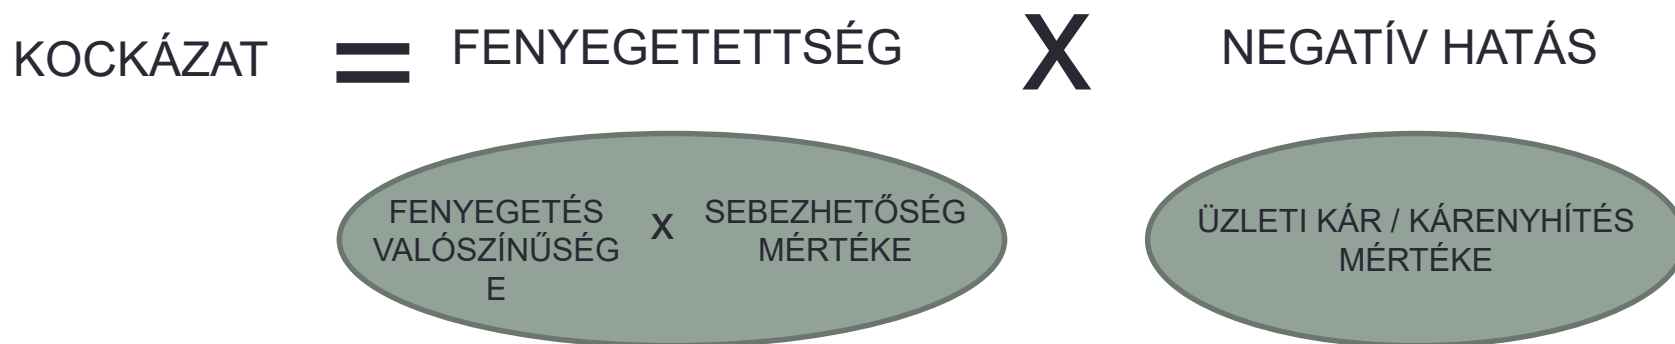 KOCKÁZAT = FENYEGETETTSÉG X NEGATÍV HATÁS
FENYEGETÉS
VALÓSZÍNŰSÉG
E
X
SEBEZHETŐSÉG
MÉRTÉKE
ÜZLETI KÁR / KÁRENYHÍTÉS
MÉRTÉKE